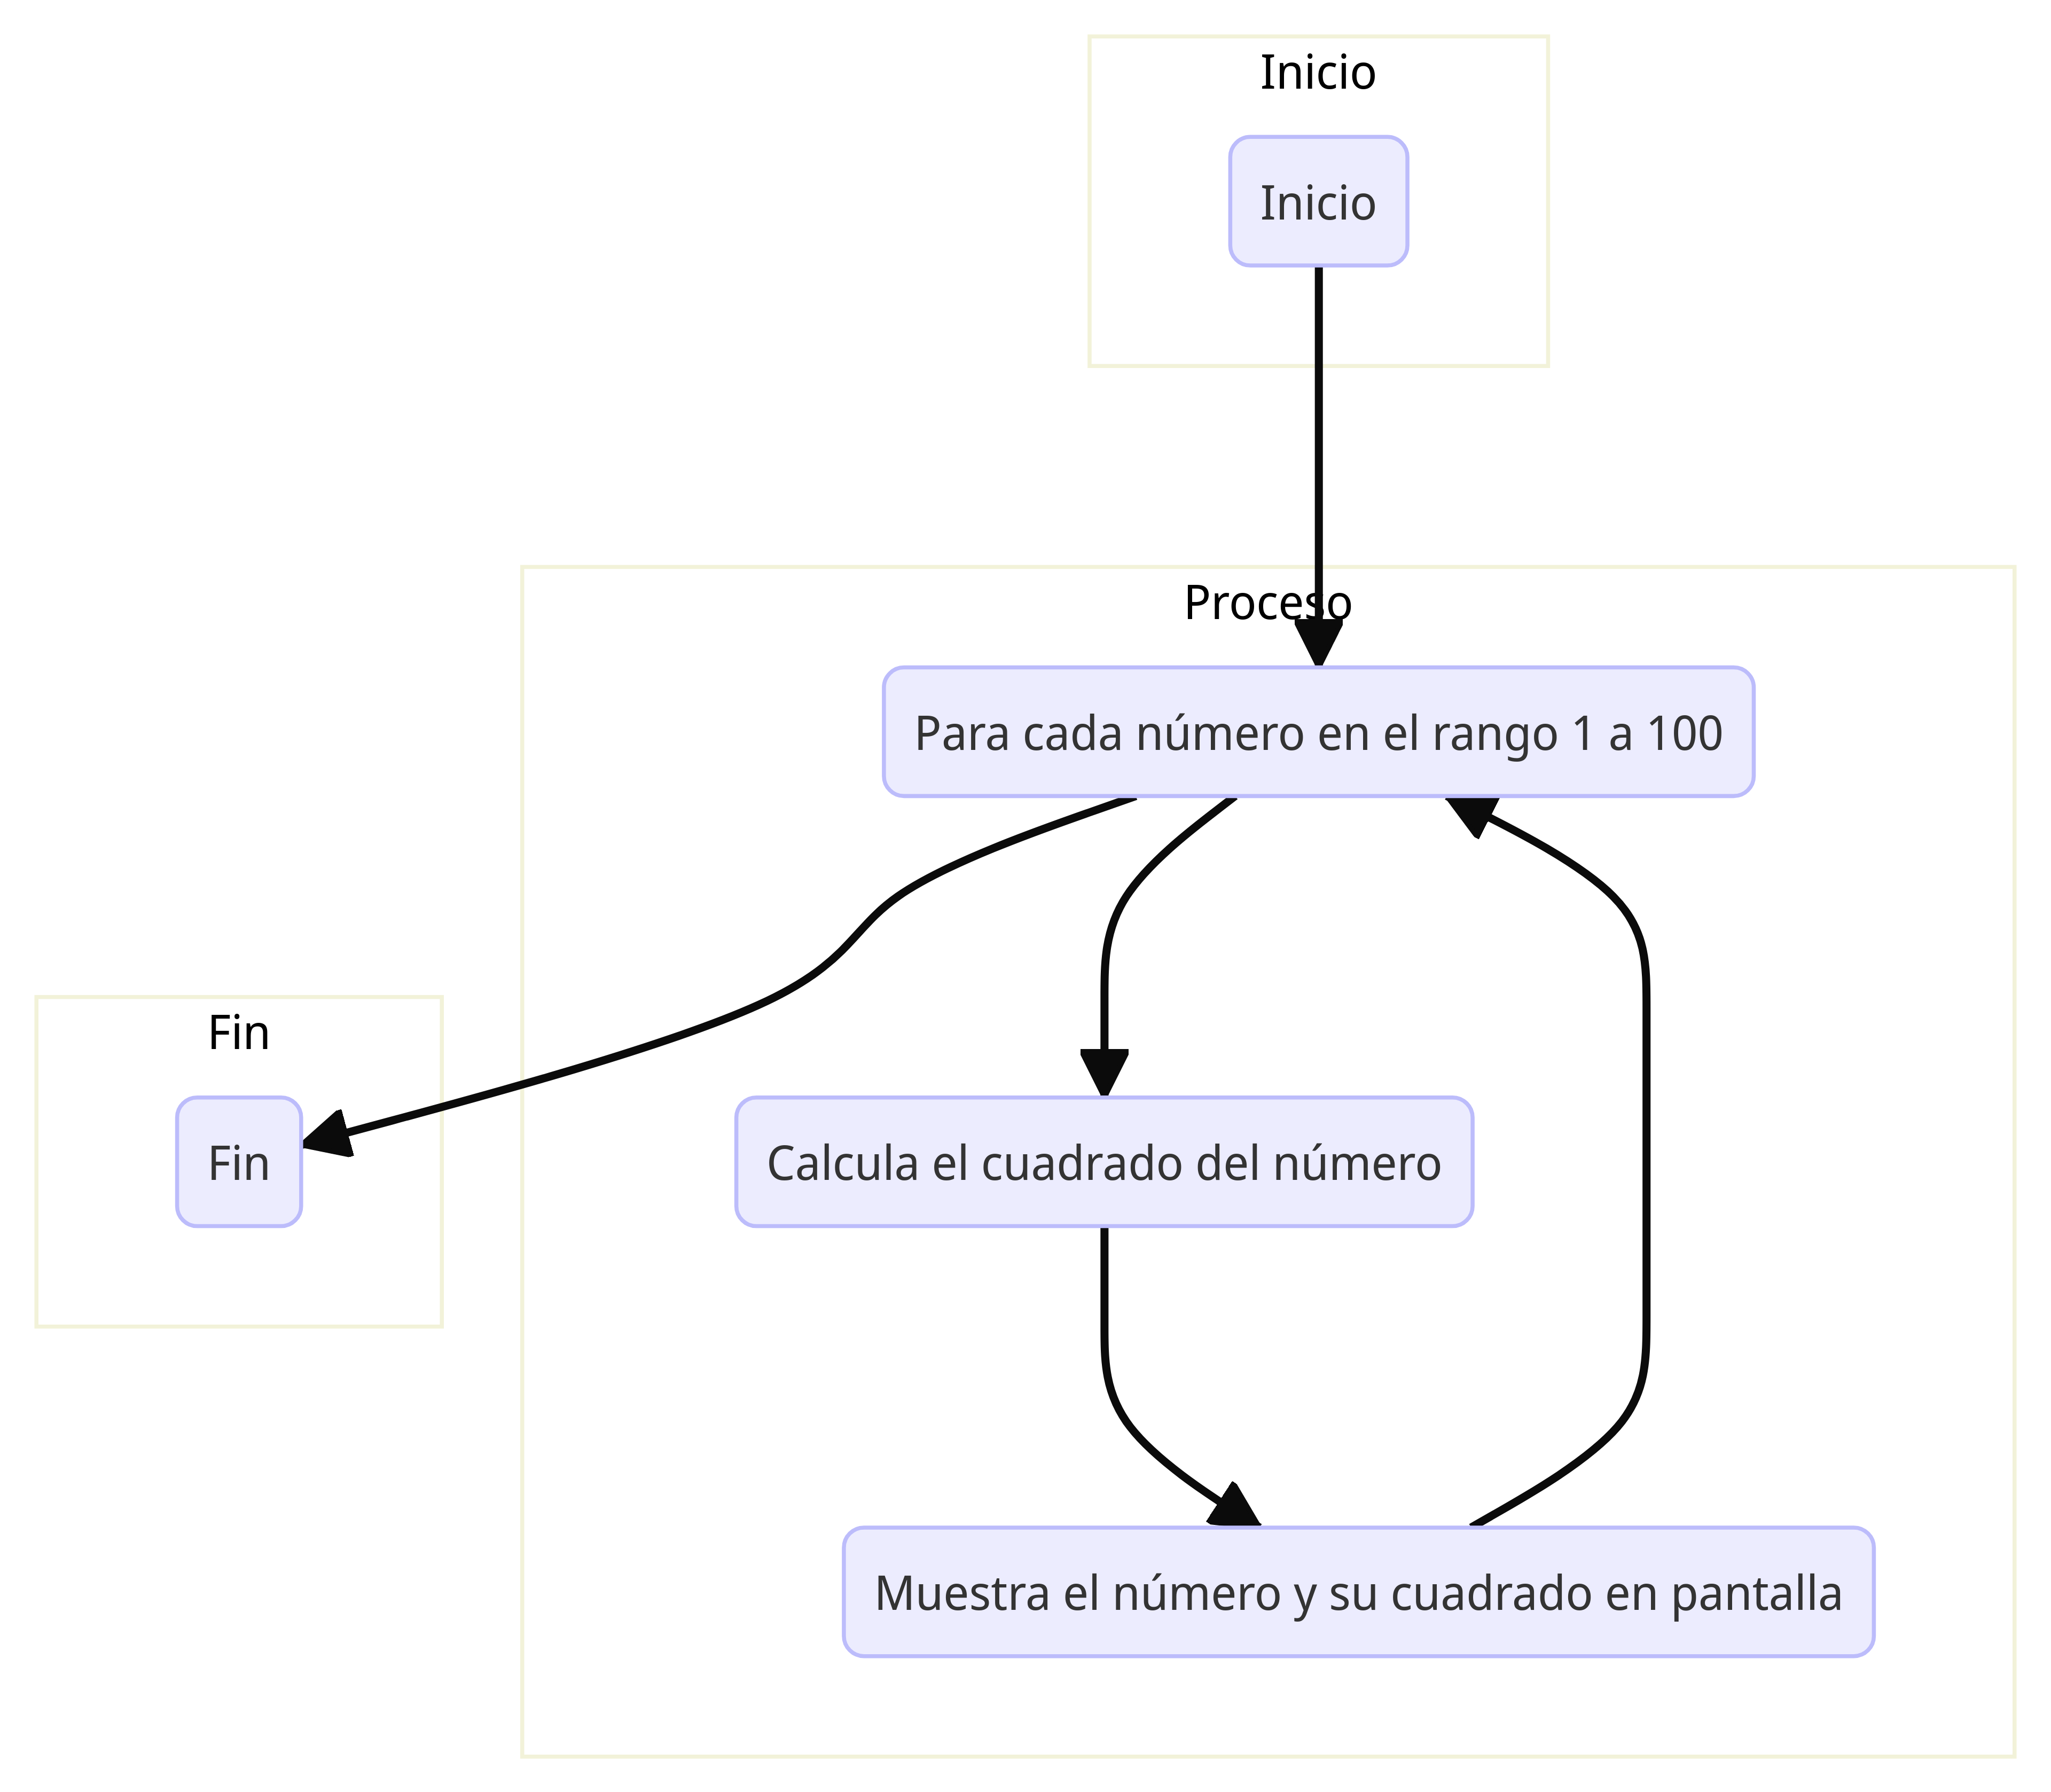 Inicio
Inicio
Proceso
Para cada número en el rango 1 a 100
Fin
Fin
Calcula el cuadrado del número
Muestra el número y su cuadrado en pantalla